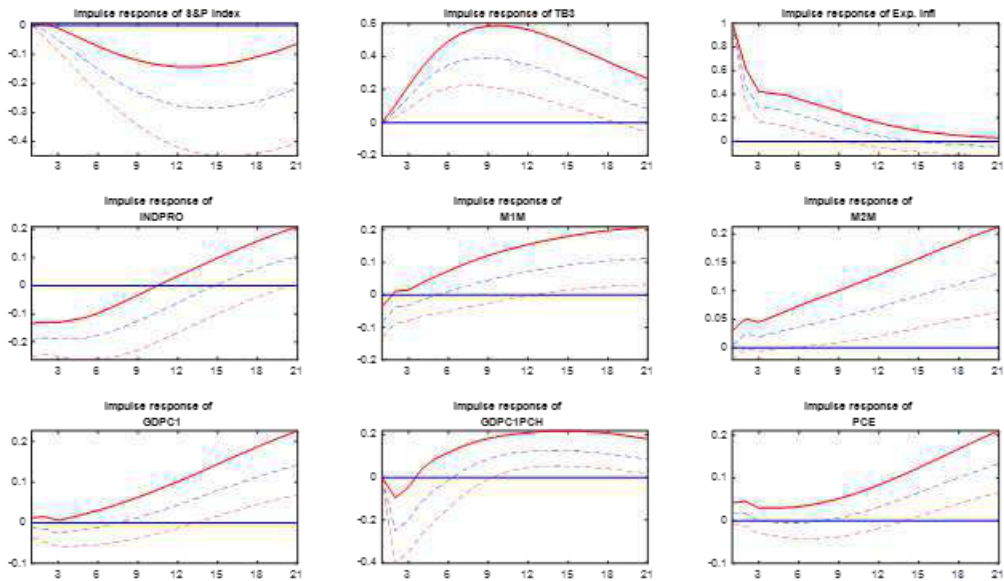 Impulse response of S&P Index
Impulse response of TB3
Impulse response of Exp. Infl
0
-0.1
-0.2
-0.3
-0.4
3 6 9 12 15 18 21
0.6
0.4
0.2
0
-0.2
3 6 9 12 15 18 21
1
0.8
0.6
0.4
0.2
0
3 6 9 12 15 18 21
Impulse response of
INDPRO
Impulse response of
M1M
Impulse response of
M2M
0.2
0.1
0
-0.1
-0.2
3 6 9 12 15 18 21
0.2
0.1
0
-0.1
-0.2
3 6 9 12 15 18 21
0.2
0.15
0.1
0.05
0
3 6 9 12 15 18 21
Impulse response of
GDPC1
Impulse response of
GDPC1PCH
Impulse response of
PCE
0.2
0.1
0
-0.1
3 6 9 12 15 18 21
0.2
0
-0.2
-0.4
3 6 9 12 15 18 21
0.2
0.1
0
-0.1
3 6 9 12 15 18 21